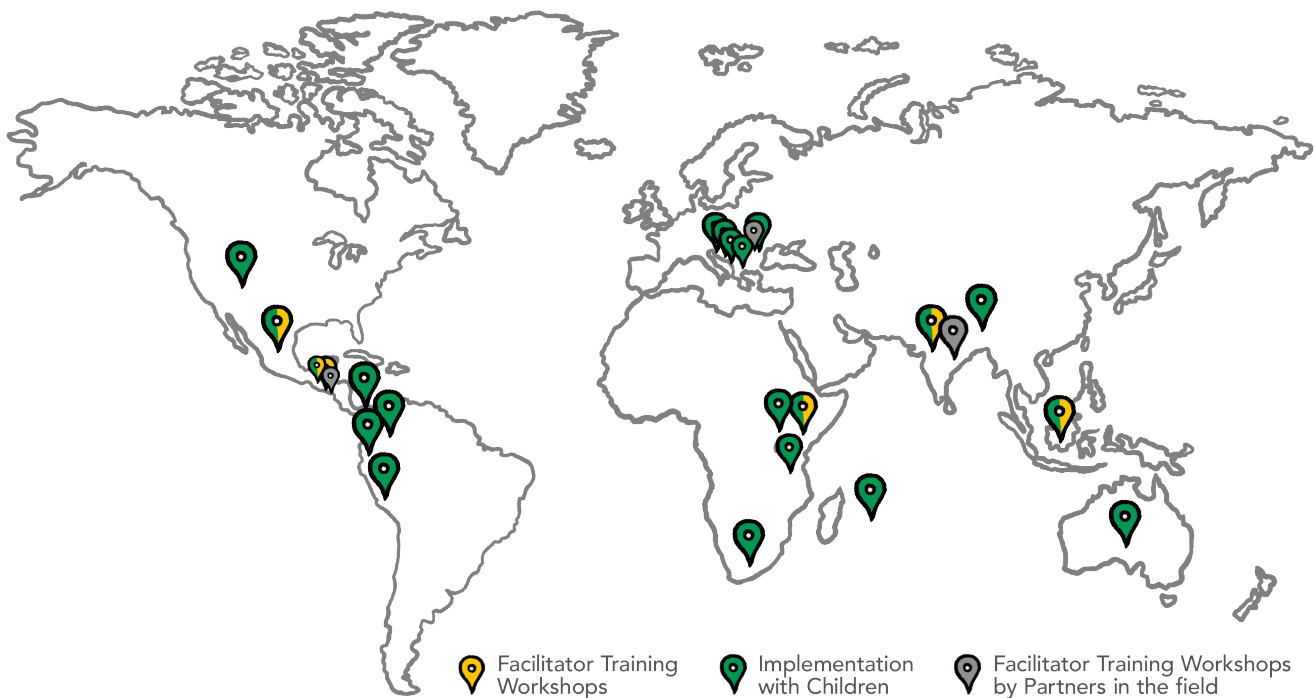 Facilitator Training
Workshops
Implementation
with Children
Facilitator Training Workshops
by Partners in the field